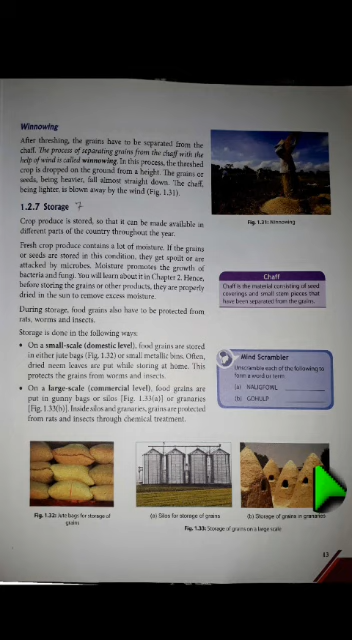 Winnowing
After threshing, the grains have to be separated from the
chaff. The process of separating grains from the chaff with the
help of wind is called winnowing. In this process, the threshed
crop is dropped on the ground from a height. The grains or
seeds, being heavier, fall almost straight down. The chaff,
being lighter, is blown away by the wind (Fig. 1.31).
Fig. 1.31: Winnowing
1.2.7 Storage 7
Crop produce is stored, so that it can be made available in
different parts of the country throughout the year.
Fresh crop produce contains a lot of moisture. If the grains
or seeds are stored in this condition, they get spoilt or are
attacked by microbes. Moisture promotes the growth of
bacteria and fungi. You will learn about it in Chapter 2. Hence,
before storing the grains or other products, they are properly
dried in the sun to remove excess moisture.
During storage, food grains also have to be protected from
rats, worms and insects.
Storage is done in the following ways:
• On a small-scale (domestic level), food grains are stored
in either jute bags (Fig. 1.32) or small metallic bins. Often,
dried neem leaves are put while storing at home. This
protects the grains from worms and insects.
• On a large-scale (commercial level), food grains are
put in gunny bags or silos [Fig. 1.33(a)] or granaries
[Fig. 1.33(b)]. Inside silos and granaries, grains are protected
from rats and insects through chemical treatment.
Chaff
Chaff is the material consisting of seed
coverings and small stem pieces that
have been separated from the grains.
Mind Scrambler
Unscramble each of the following to
form a word or term.
(a)
(b)
Fig. 1.32: Jute bags for storage of
grains
(a) Silos for storage of grains
(b) Storage of grains in granaries
Fig. 1.33: Storage of grains on a large scale
13